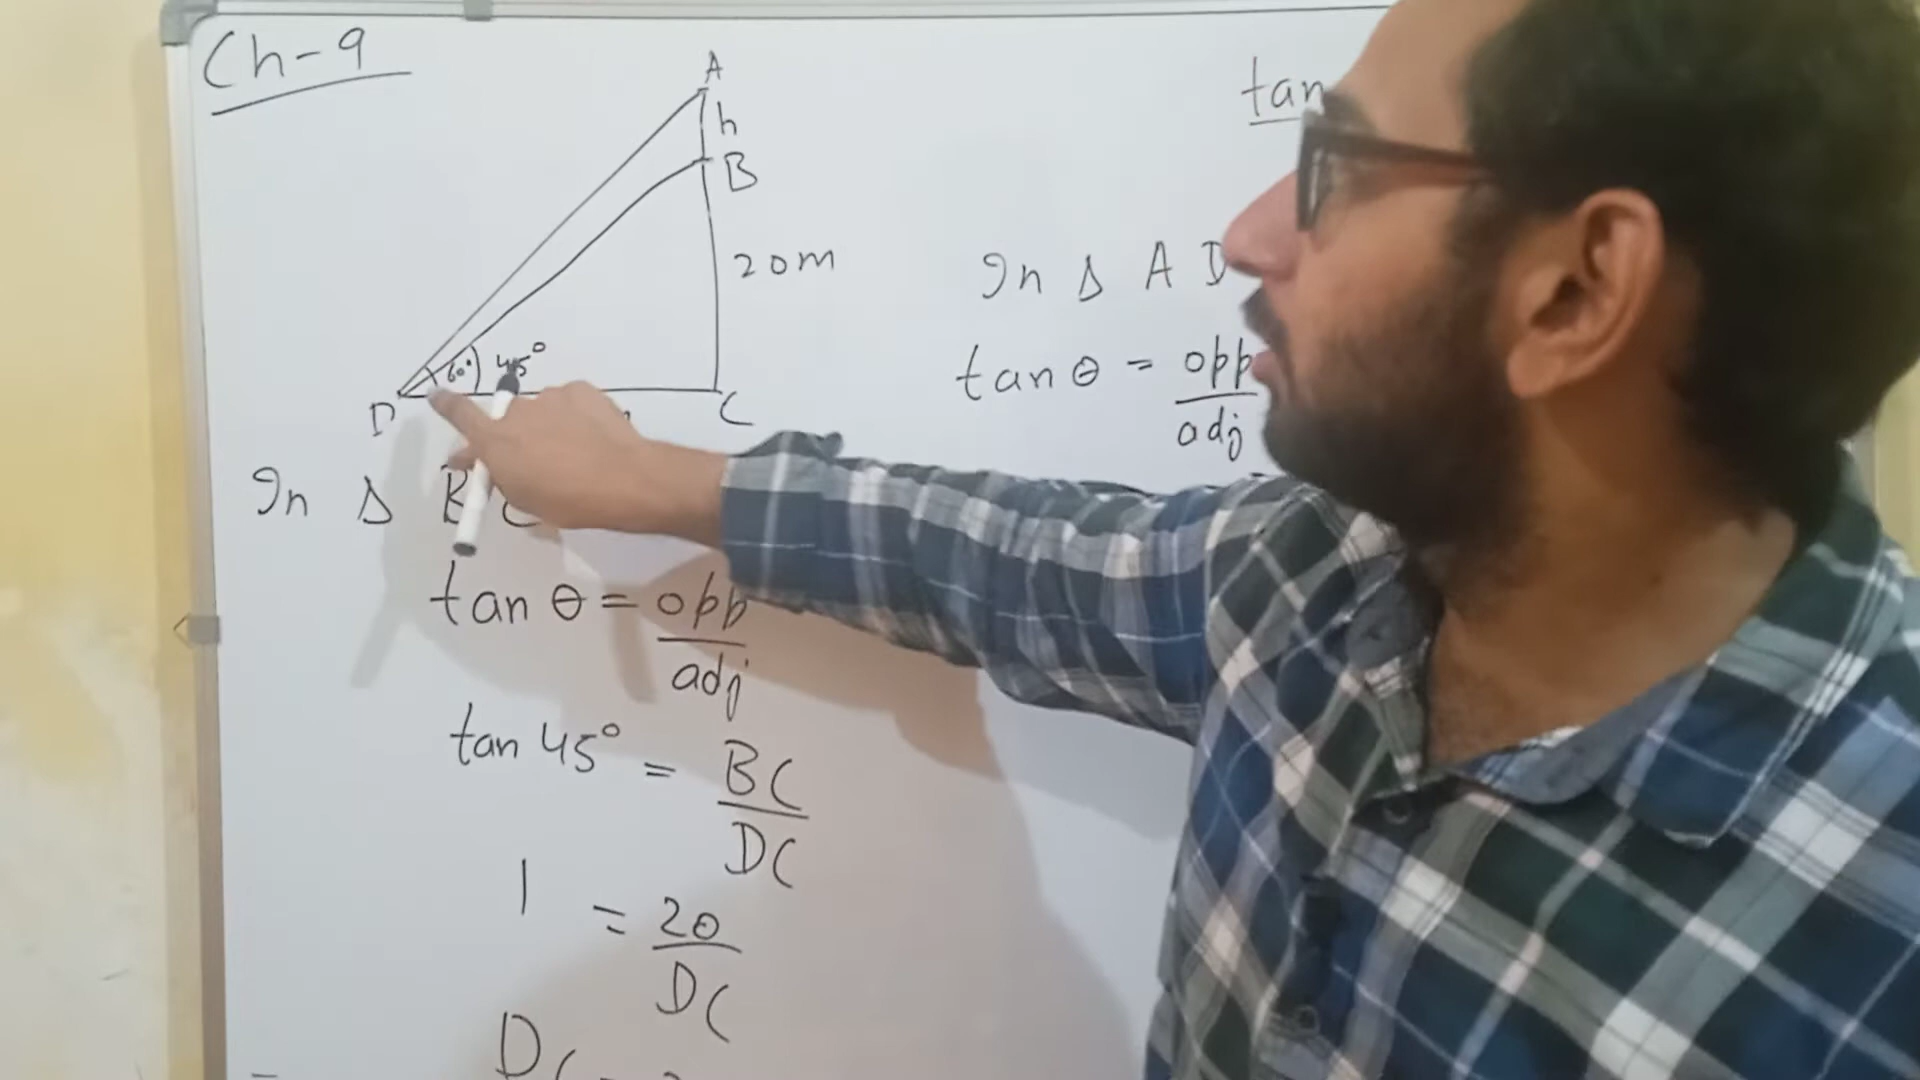 Ch-9
A
h
B
20m
60° 45°
D
C
In Δ B
tan θ = opp
adj
tan 45° = BC
DC
1 = 20
DC
DC
tan
In Δ A D
tan θ = opp
adj